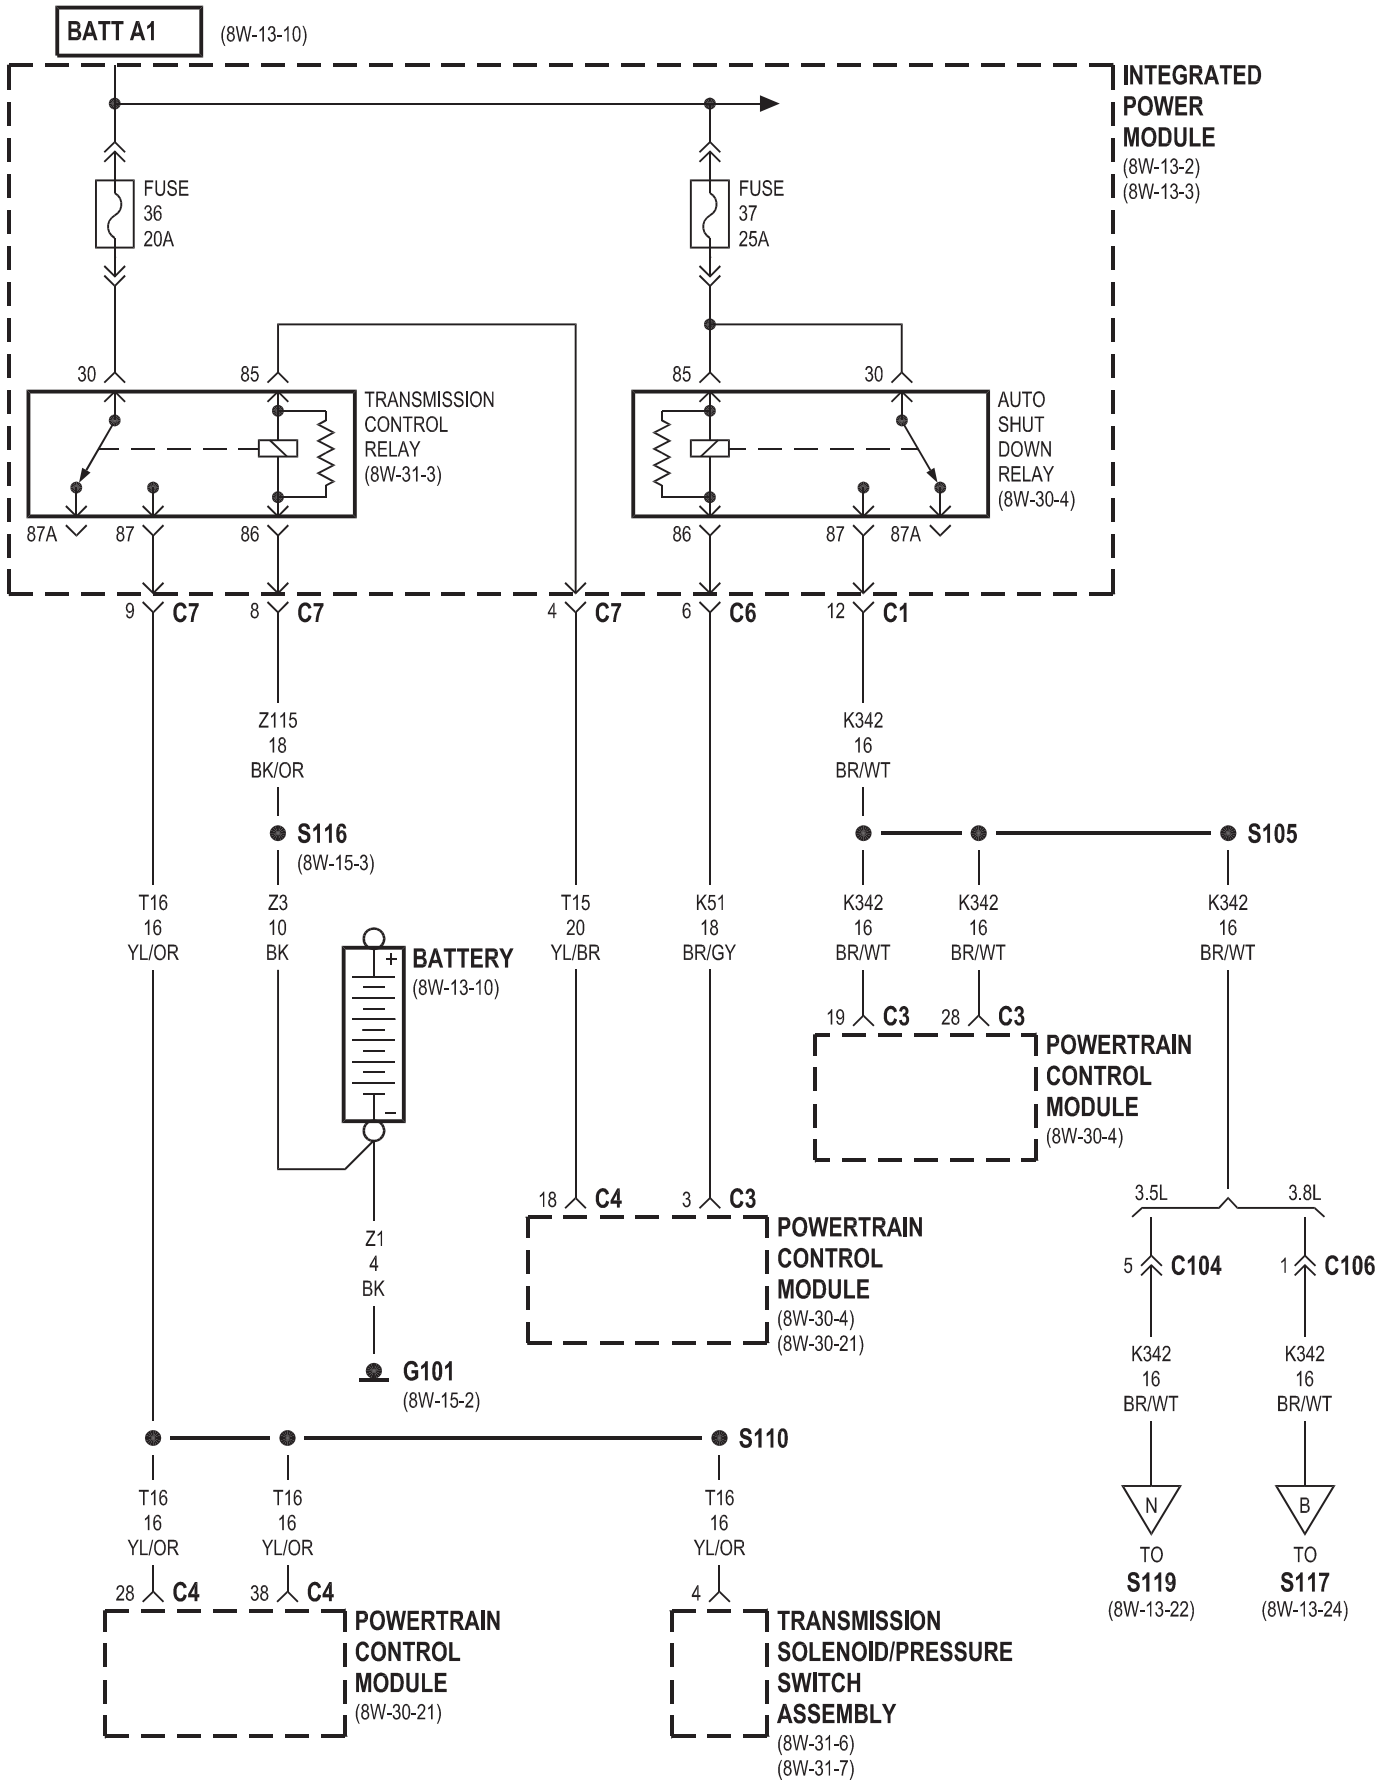 BATT A1
(8W-13-10)
INTEGRATED
POWER
MODULE
(8W-13-2)
(8W-13-3)
FUSE
36
20A
FUSE
37
25A
30
85
TRANSMISSION
CONTROL
RELAY
(8W-31-3)
85
30
AUTO
SHUT
DOWN
RELAY
(8W-30-4)
87A
87
86
86
87
87A
9 C7
8 C7
4 C7
6 C6
12 C1
Z115
18
BK/OR
K342
16
BR/WT
S116
(8W-15-3)
S105
T16
16
YL/OR
Z3
10
BK
BATTERY
(8W-13-10)
+
-
T15
20
YL/BR
K51
18
BR/GY
K342
16
BR/WT
K342
16
BR/WT
K342
16
BR/WT
19 C3
28 C3
POWERTRAIN
CONTROL
MODULE
(8W-30-4)
18 C4
3 C3
POWERTRAIN
CONTROL
MODULE
(8W-30-4)
(8W-30-21)
3.5L
3.8L
5 C104
1 C106
Z1
4
BK
G101
(8W-15-2)
K342
16
BR/WT
K342
16
BR/WT
S110
T16
16
YL/OR
T16
16
YL/OR
T16
16
YL/OR
N
TO
S119
(8W-13-22)
B
TO
S117
(8W-13-24)
28 C4
38 C4
4
POWERTRAIN
CONTROL
MODULE
(8W-30-21)
TRANSMISSION
SOLENOID/PRESSURE
SWITCH
ASSEMBLY
(8W-31-6)
(8W-31-7)